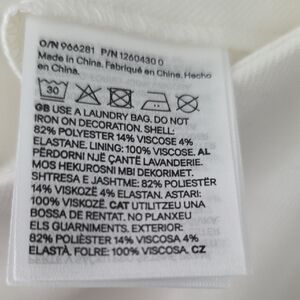 O/N 966281 P/N 1260430 0
Made in China. Fabriqué en Chine. Hecho
en China.
30
GB USE A LAUNDRY BAG. DO NOT
IRON ON DECORATION. SHELL:
82% POLYESTER 14% VISCOSE 4%
ELASTANE. LINING: 100% VISCOSE. AL
PËRDORNI NJË ÇANTË LAVANDERIE.
MOS HEKUROSNI MBI DEKORIMET.
SHTRESA E JASHTME: 82% POLIESTËR
14% VISKOZË 4% ELASTAN. ASTARI:
100% VISKOZË. CAT UTILITZEU UNA
BOSSA DE RENTAT. NO PLANXEU
ELS GUARNIMENTS. EXTERIOR:
82% POLIÈSTER 14% VISCOSA 4%
ELASTÀ. FOLRE: 100% VISCOSA. CZ